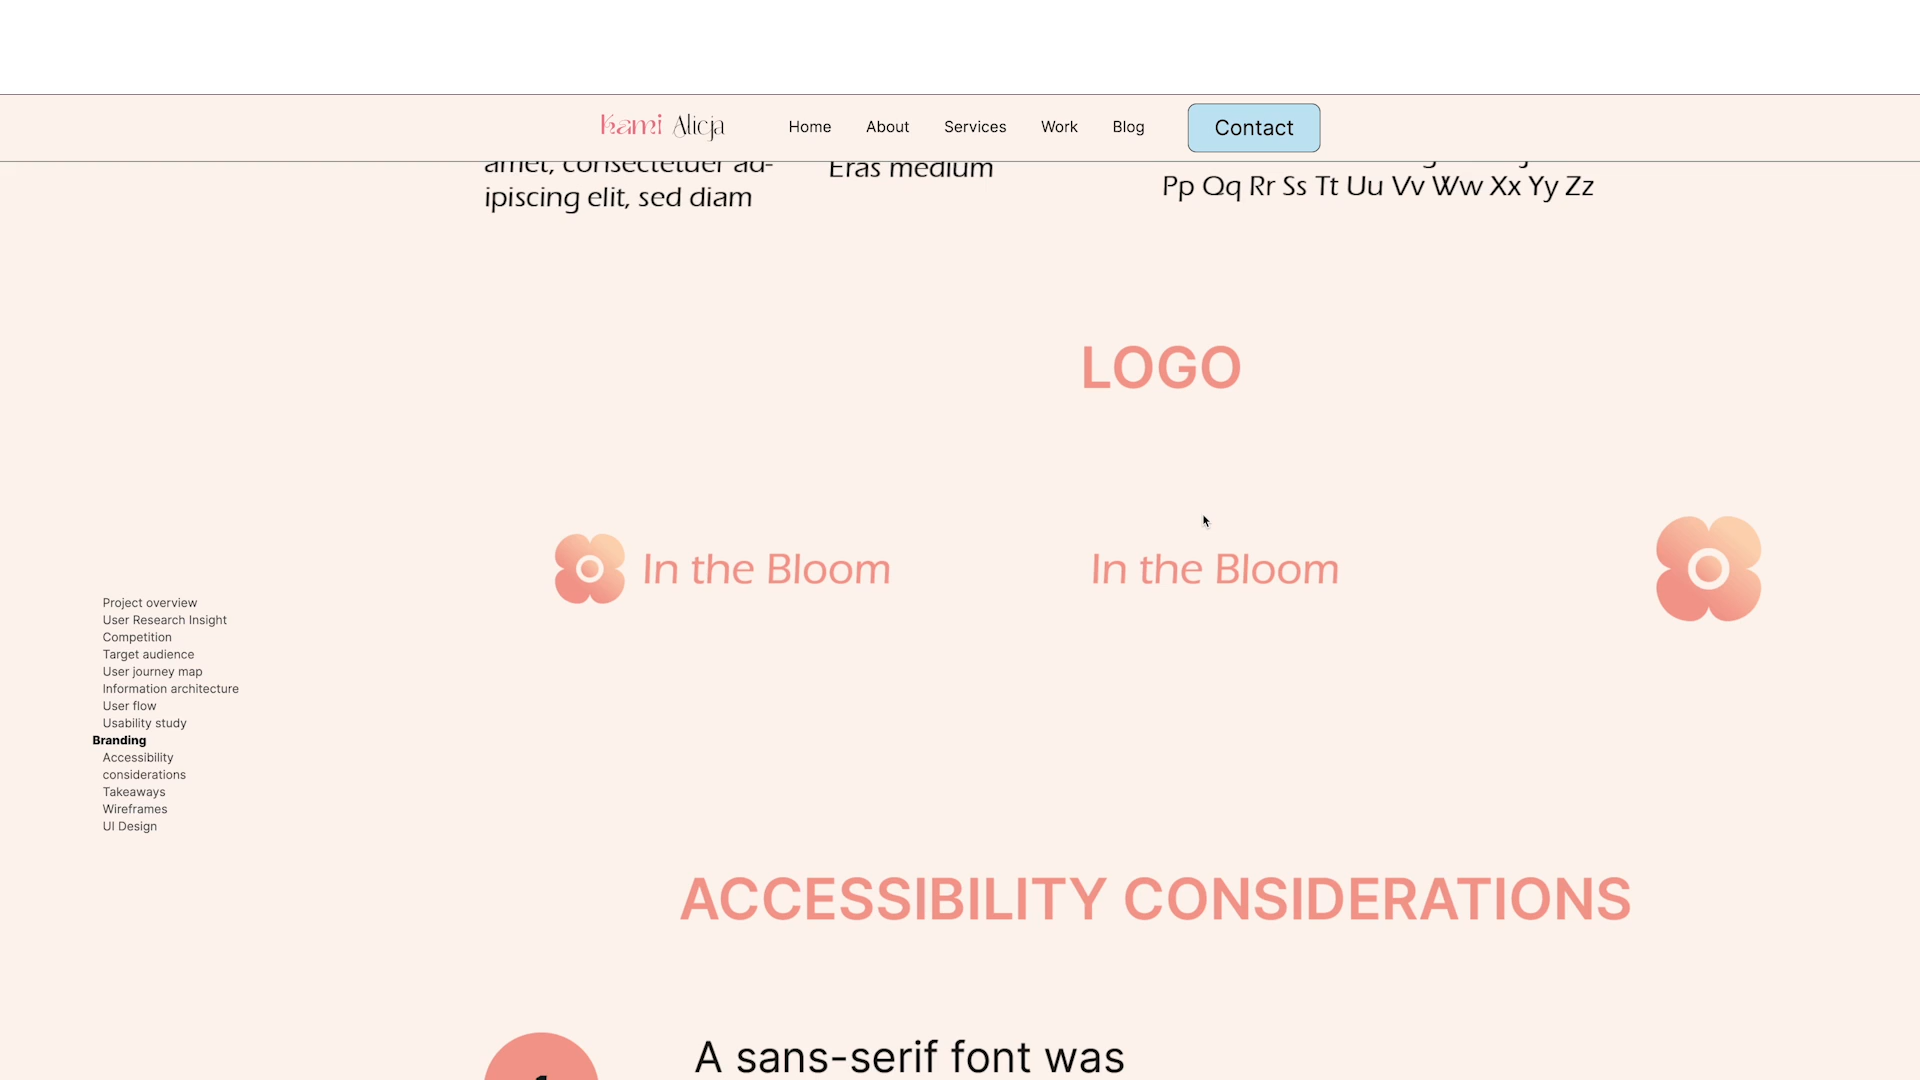 Kami Alicja
Home
About
Services
Work
Blog
Contact
amet, consectetuer ad-
ipiscing elit, sed diam
Eras medium
Pp Qq Rr Ss Tt Uu Vv Ww Xx Yy Zz
LOGO
In the Bloom
In the Bloom
Project overview
User Research Insight
Competition
Target audience
User journey map
Information architecture
User flow
Usability study
Branding
Accessibility
considerations
Takeaways
Wireframes
UI Design
ACCESSIBILITY CONSIDERATIONS
A sans-serif font was